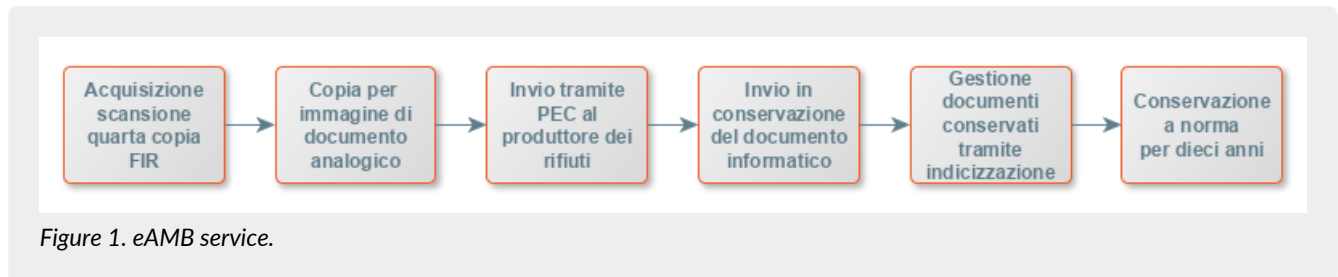 Acquisizione
scansione
quarta copia
FIR
Copia per
immagine di
documento
analogico
Invio tramite
PEC al
produttore dei
rifiuti
Invio in
conservazione
del documento
informatico
Gestione
documenti
conservati
tramite
indicizzazione
Conservazione
a norma
per dieci anni
Figure 1. eAMB service.